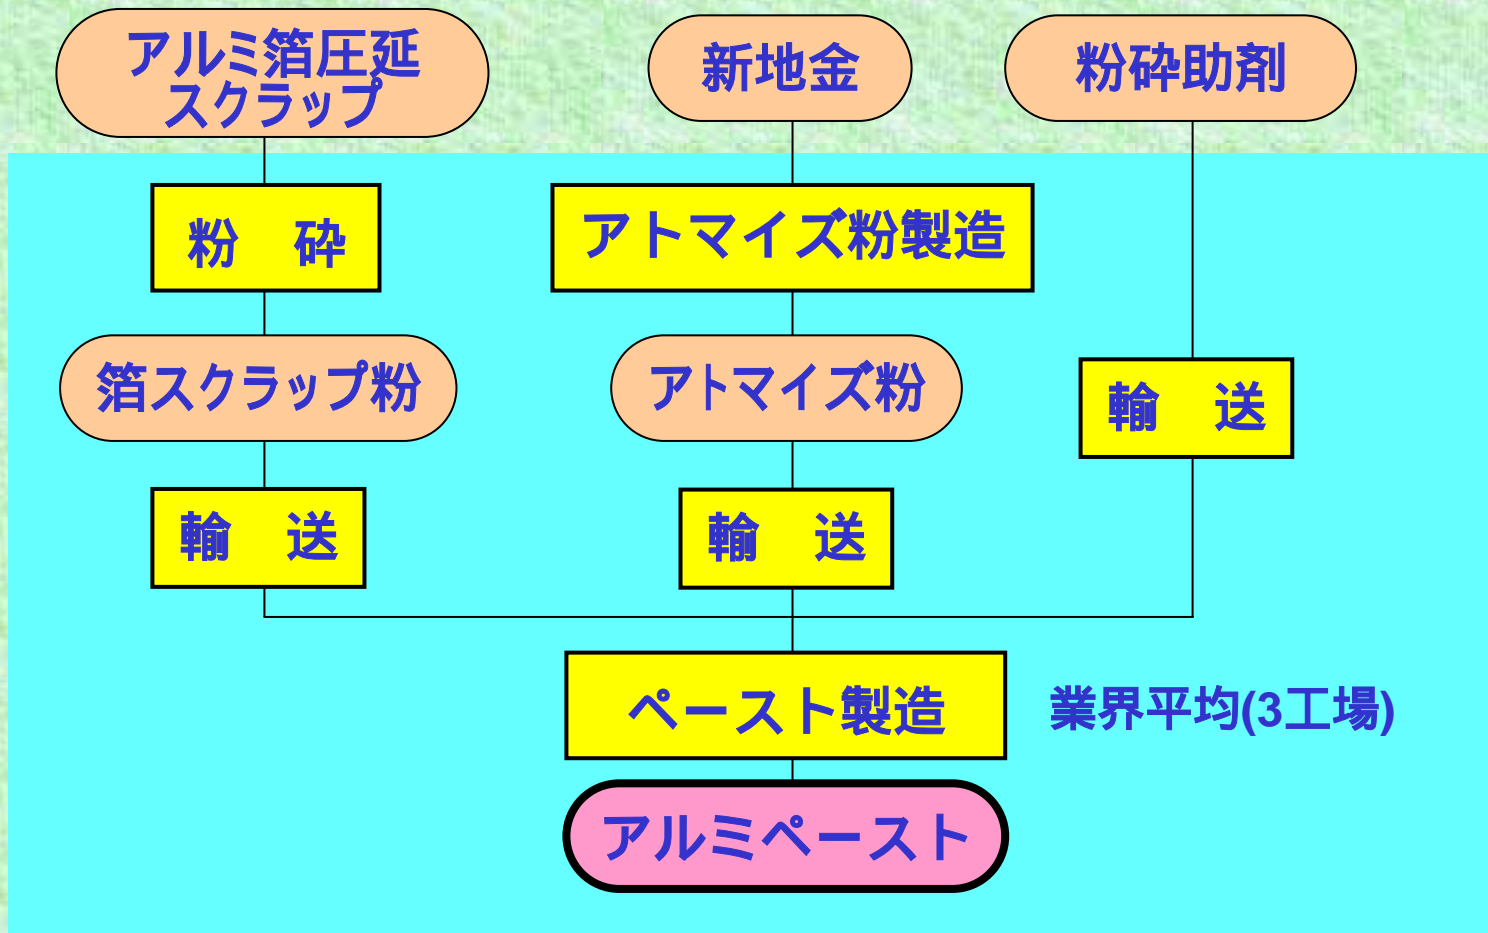 アルミ箔圧延
スクラップ
新地金
粉砕助剤
粉　砕
アトマイズ粉製造
箔スクラップ粉
アトマイズ粉
輸　送
輸　送
輸　送
ペースト製造
業界平均(3工場)
アルミペースト